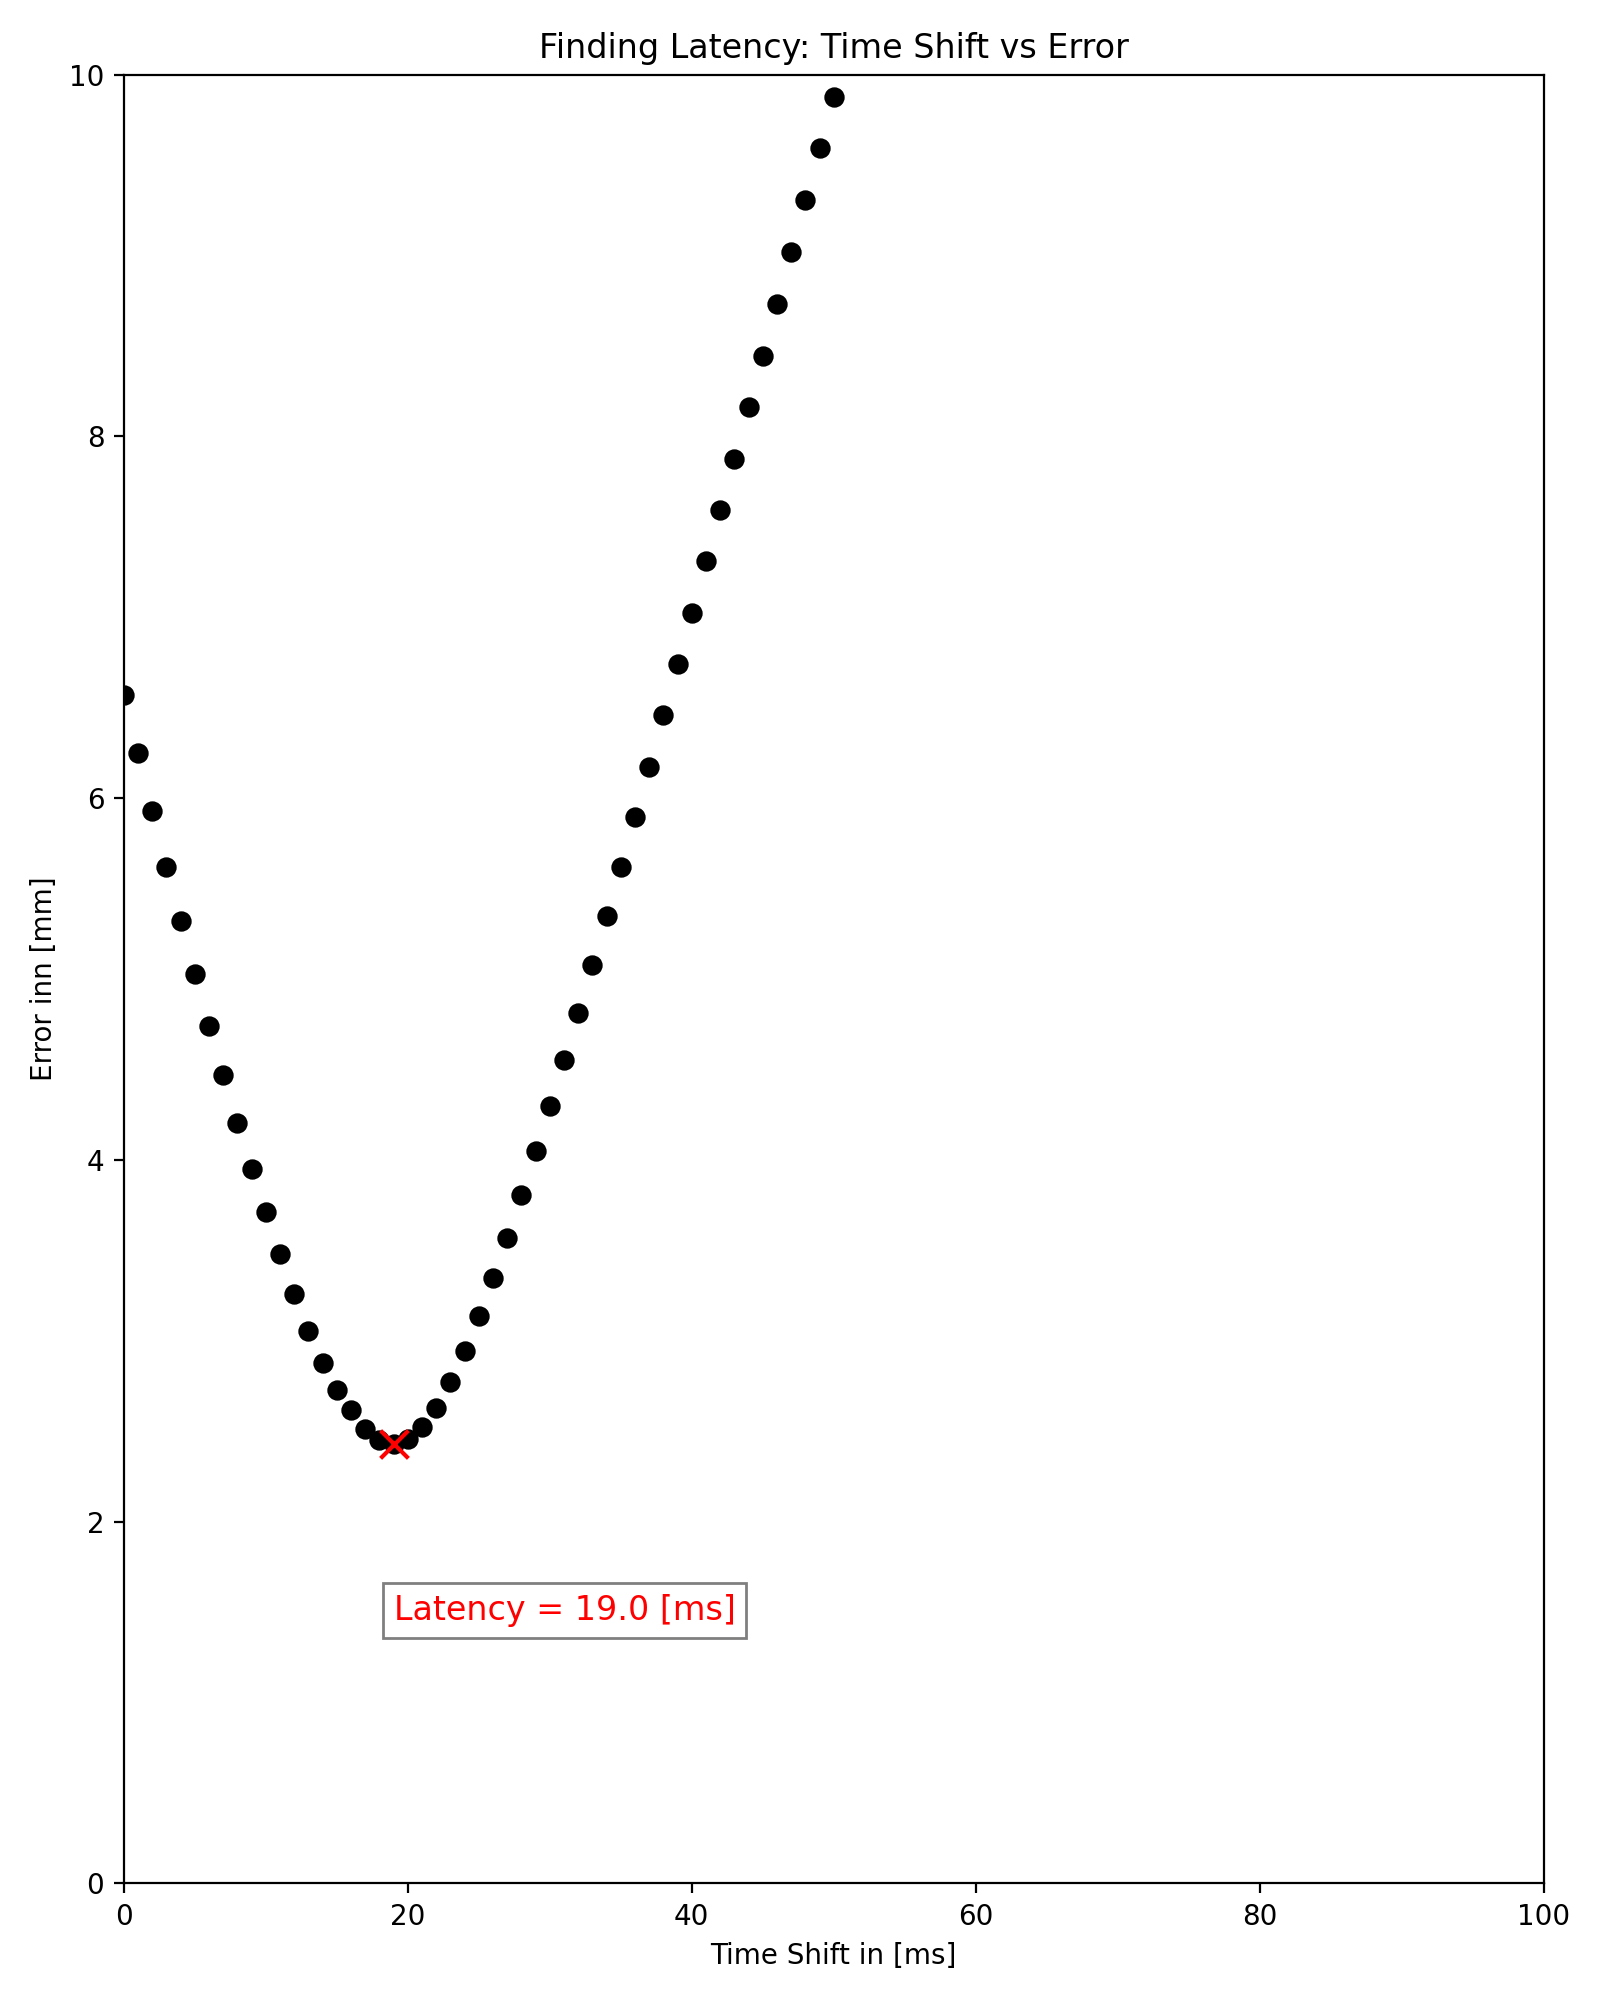 Finding Latency: Time Shift vs Error
10
8
6
4
2
0
Error inn [mm]
Latency = 19.0 [ms]
0 20 40 60 80 100
Time Shift in [ms]